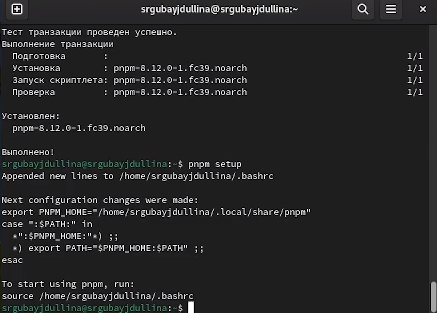 srgubayjdullina@srgubayjdullina:~
Тест транзакции проведен успешно.
Выполнение транзакции
Подготовка : 1/1
Установка : pnpm-8.12.0-1.fc39.noarch 1/1
Запуск скриптлета: pnpm-8.12.0-1.fc39.noarch 1/1
Проверка : pnpm-8.12.0-1.fc39.noarch 1/1
Установлен:
pnpm-8.12.0-1.fc39.noarch
Выполнено!
srgubayjdullina@srgubayjdullina:~$ pnpm setup
Appended new lines to /home/srgubayjdullina/.bashrc
Next configuration changes were made:
export PNPM_HOME="/home/srgubayjdullina/.local/share/pnpm"
case ":$PATH:" in
*":$PNPM_HOME:"*) ;;
*) export PATH="$PNPM_HOME:$PATH" ;;
esac
To start using pnpm, run:
source /home/srgubayjdullina/.bashrc
srgubayjdullina@srgubayjdullina:~$